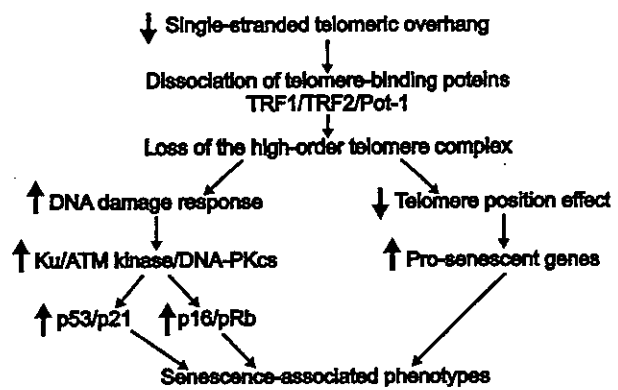 Single-stranded telomeric overhang
Dissociation of telomere-binding poteins
TRF1/TRF2/Pot-1
Loss of the high-order telomere complex
DNA damage response
Telomere position effect
Ku/ATM kinase/DNA-PKcs
Pro-senescent genes
p53/p21
p16/pRb
Senescence-associated phenotypes